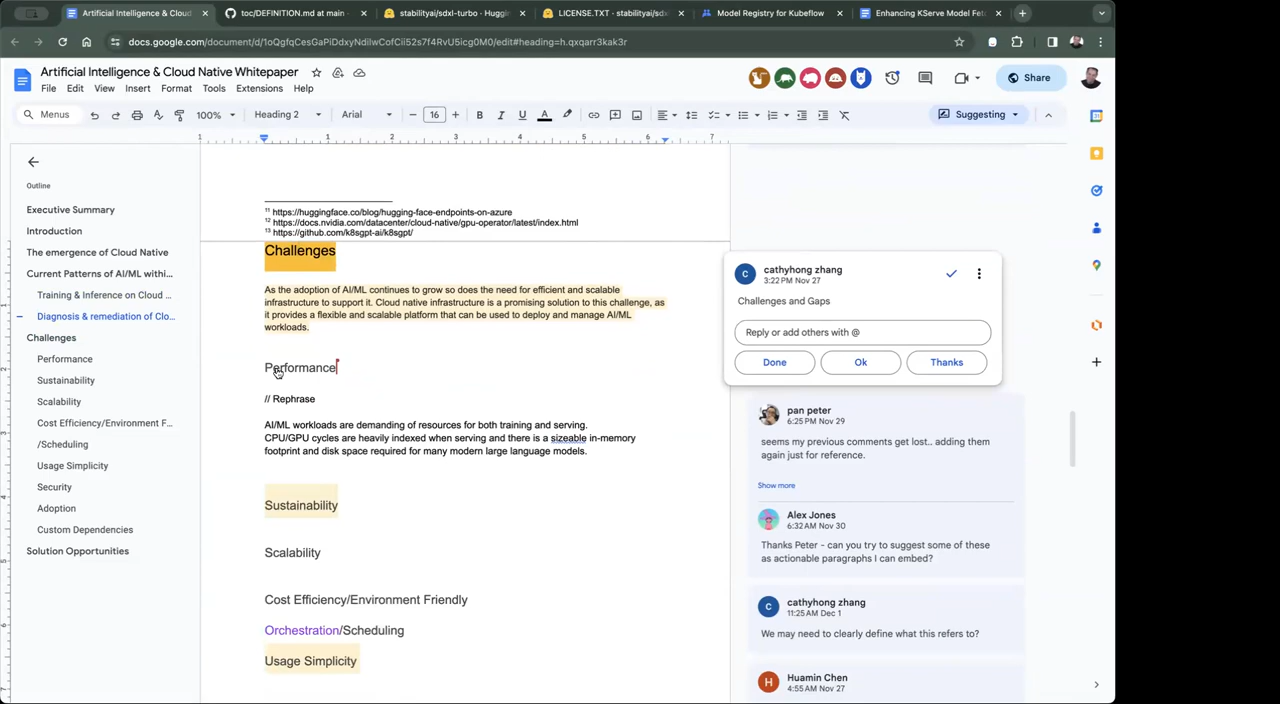 Artificial Intelligence & Cloud
toc/DEFINITION.md at main ·
stabilityai/sdxl-turbo · Huggi
LICENSE.TXT · stabilityai/sdx
Model Registry for Kubeflow
Enhancing KServe Model Fet
docs.google.com/document/d/1oQgfqCesGaPiDdxyNdilwCofCii52s7f4RvU5icg0M0/edit#heading=h.qxqarr3kak3r
Artificial Intelligence & Cloud Native Whitepaper
File Edit View Insert Format Tools Extensions Help
Share
Menus
100%
Heading 2
Arial
16
B I U A
Suggesting
1 1 2 3 4 5 6 7
Outline
Executive Summary
Introduction
The emergence of Cloud Native
Current Patterns of AI/ML withi...
Training & Inference on Cloud ...
Diagnosis & remediation of Clo...
Challenges
Performance
Sustainability
Scalability
Cost Efficiency/Environment F...
/Scheduling
Usage Simplicity
Security
Adoption
Custom Dependencies
Solution Opportunities
11 https://huggingface.co/blog/hugging-face-endpoints-on-azure
12 https://docs.nvidia.com/datacenter/cloud-native/gpu-operator/latest/index.html
13 https://github.com/k8sgpt-ai/k8sgpt/
Challenges
As the adoption of AI/ML continues to grow so does the need for efficient and scalable
infrastructure to support it. Cloud native infrastructure is a promising solution to this challenge, as
it provides a flexible and scalable platform that can be used to deploy and manage AI/ML
workloads.
Performance
// Rephrase
AI/ML workloads are demanding of resources for both training and serving.
CPU/GPU cycles are heavily indexed when serving and there is a sizeable in-memory
footprint and disk space required for many modern large language models.
Sustainability
Scalability
Cost Efficiency/Environment Friendly
Orchestration/Scheduling
Usage Simplicity
C
cathyhong zhang
3:22 PM Nov 27
Challenges and Gaps
Reply or add others with @
Done
Ok
Thanks
pan peter
6:25 PM Nov 29
seems my previous comments get lost.. adding them
again just for reference.
Show more
Alex Jones
6:32 AM Nov 30
Thanks Peter - can you try to suggest some of these
as actionable paragraphs I can embed?
C
cathyhong zhang
11:25 AM Dec 1
We may need to clearly define what this refers to?
H
Huamin Chen
4:55 AM Nov 27